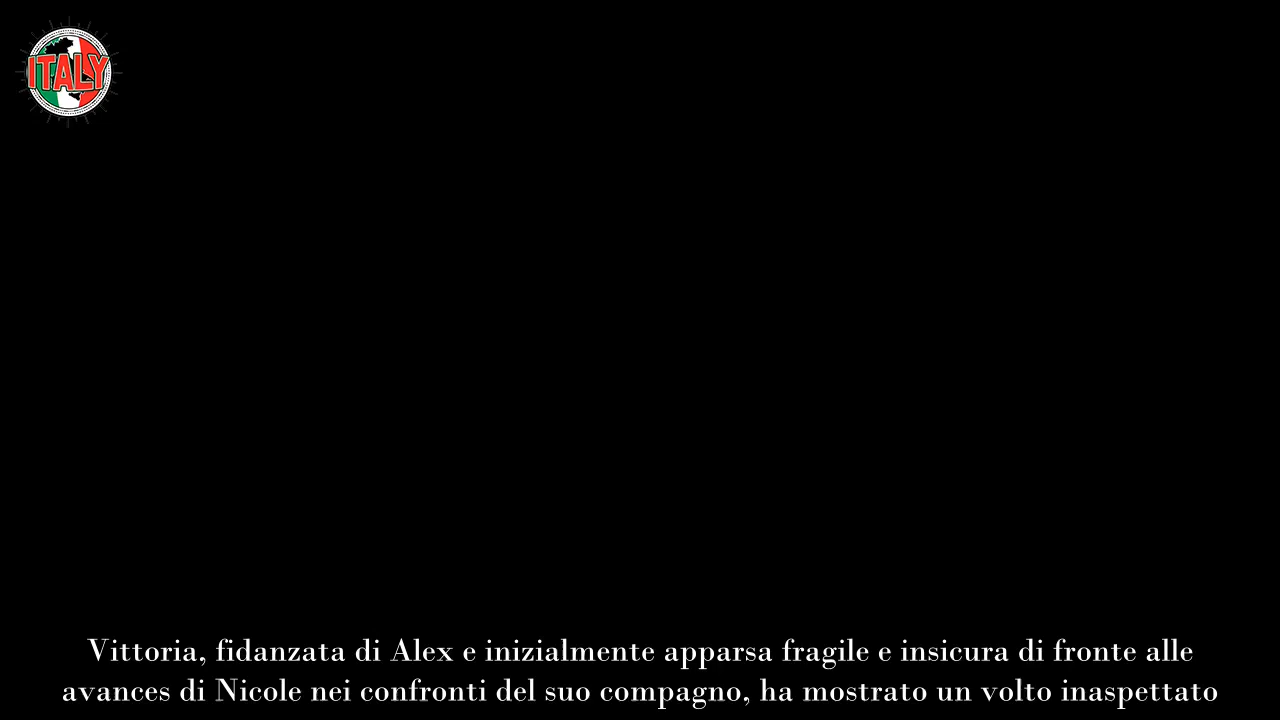 ITALY
Vittoria, fidanzata di Alex e inizialmente apparsa fragile e insicura di fronte alle
avances di Nicole nei confronti del suo compagno, ha mostrato un volto inaspettato